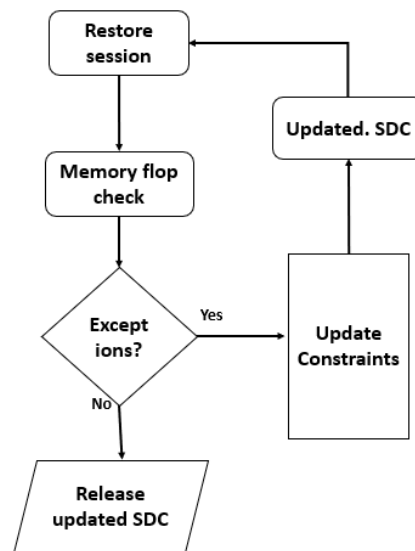 Restore
session
Updated. SDC
Memory flop
check
Except
ions?
Yes
Update
Constraints
No
Release
updated SDC